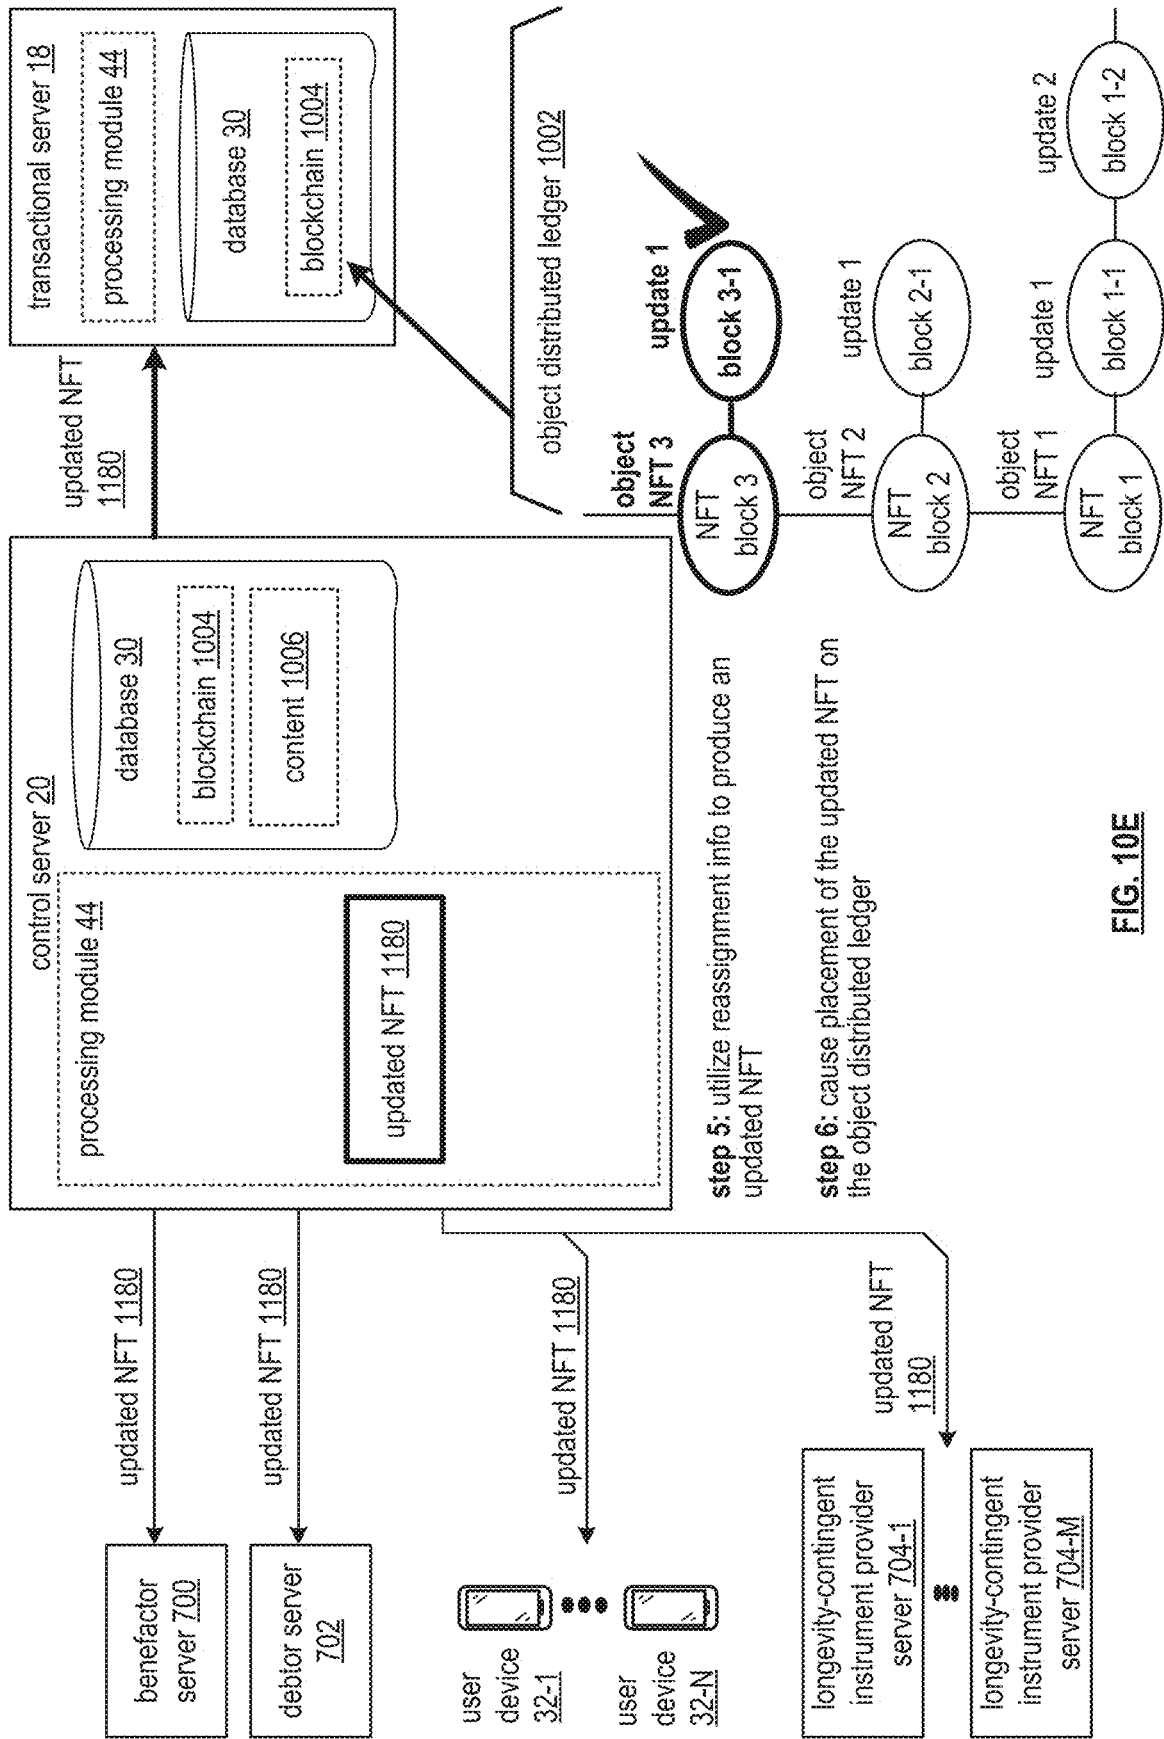 benefactor
server 700
debtor server
702
user
device
32-1
user
device
32-N
longevity-contingent
instrument provider
server 704-1
longevity-contingent
instrument provider
server 704-M
updated NFT 1180
updated NFT 1180
updated NFT 1180
updated NFT
1180
control server 20
processing module 44
updated NFT 1180
database 30
blockchain 1004
content 1006
step 5: utilize reassignment info to produce an
updated NFT
step 6: cause placement of the updated NFT on
the object distributed ledger
updated NFT
1180
transactional server 18
processing module 44
database 30
blockchain 1004
object distributed ledger 1002
object
NFT 3
NFT
block 3
update 1
block 3-1
object
NFT 2
NFT
block 2
update 1
block 2-1
object
NFT 1
NFT
block 1
update 1
block 1-1
update 2
block 1-2
FIG. 10E